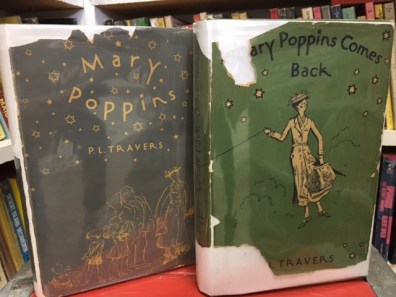 Mary
Poppins
P. L. TRAVERS
ary Poppins Comes
Back
L. TRAVERS